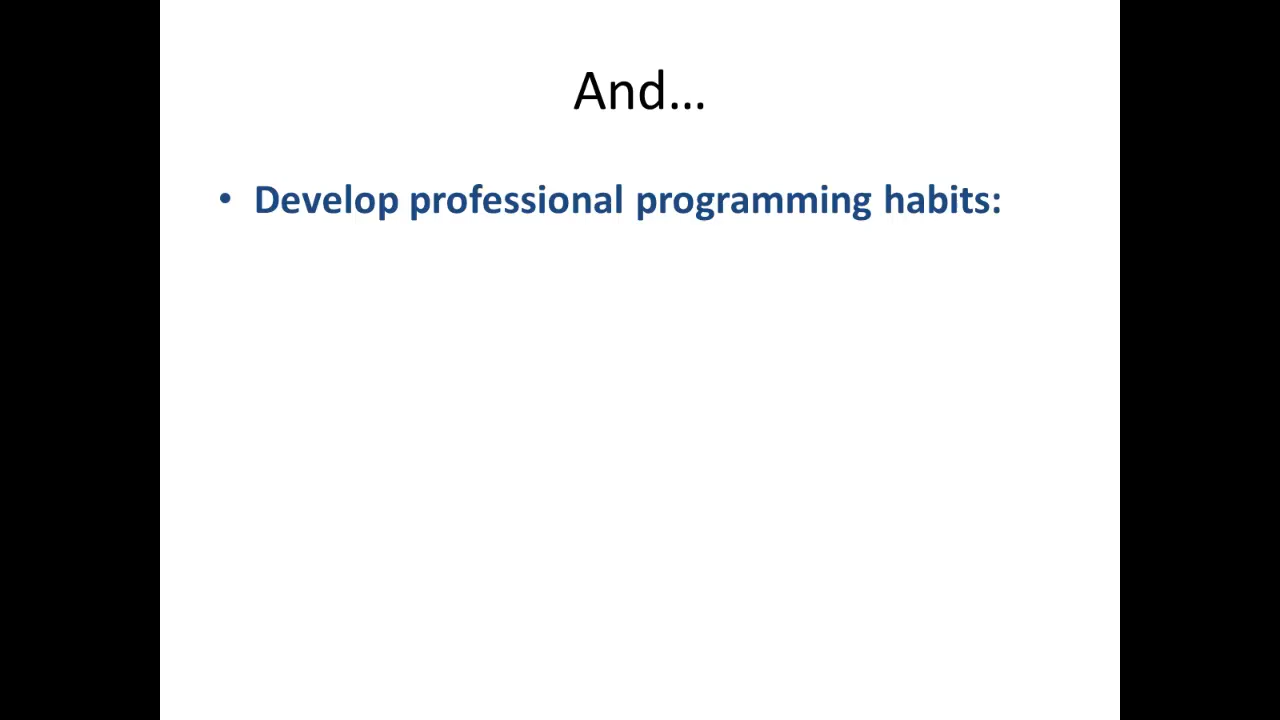 And…
• Develop professional programming habits: